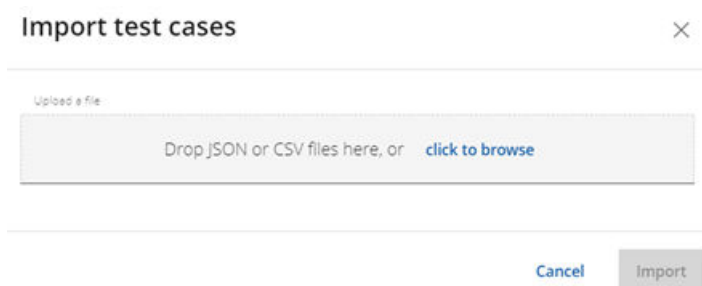 Import test cases
Upload a file
Drop JSON or CSV files here, or click to browse
Cancel Import